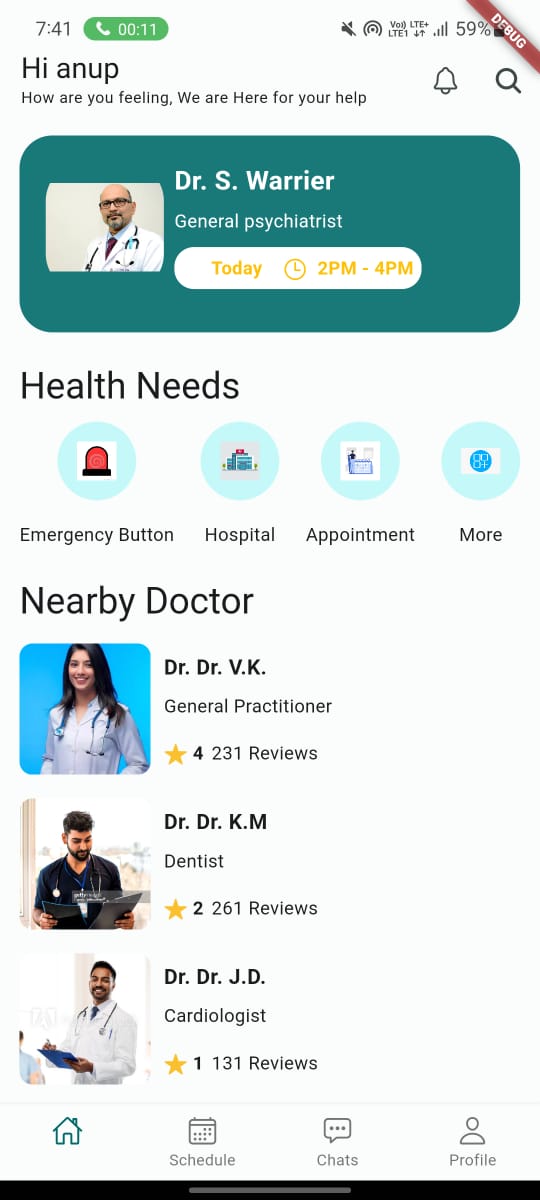 7:41 00:11 Vo) LTE+ LTE1 59% DEBUG
Hi anup
How are you feeling, We are Here for your help
Dr. S. Warrier
General psychiatrist
Today 2PM - 4PM
Health Needs
Emergency Button Hospital Appointment More
Nearby Doctor
Dr. Dr. V.K.
General Practitioner
4 231 Reviews
Dr. Dr. K.M
Dentist
gettyimages
2 261 Reviews
Dr. Dr. J.D.
Cardiologist
1 131 Reviews
Schedule Chats Profile